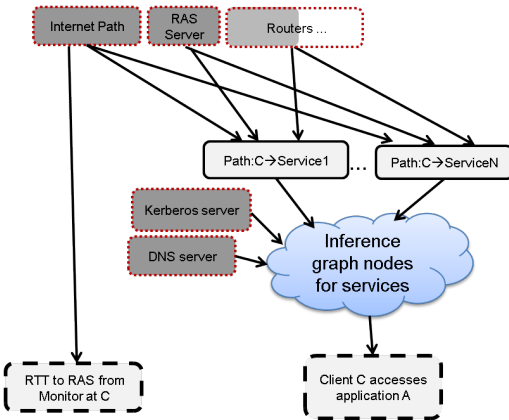 Internet Path
RAS
Server
Routers ...
Path:C→Service1
...
Path:C→ServiceN
Kerberos server
DNS server
Inference
graph nodes
for services
RTT to RAS from
Monitor at C
Client C accesses
application A